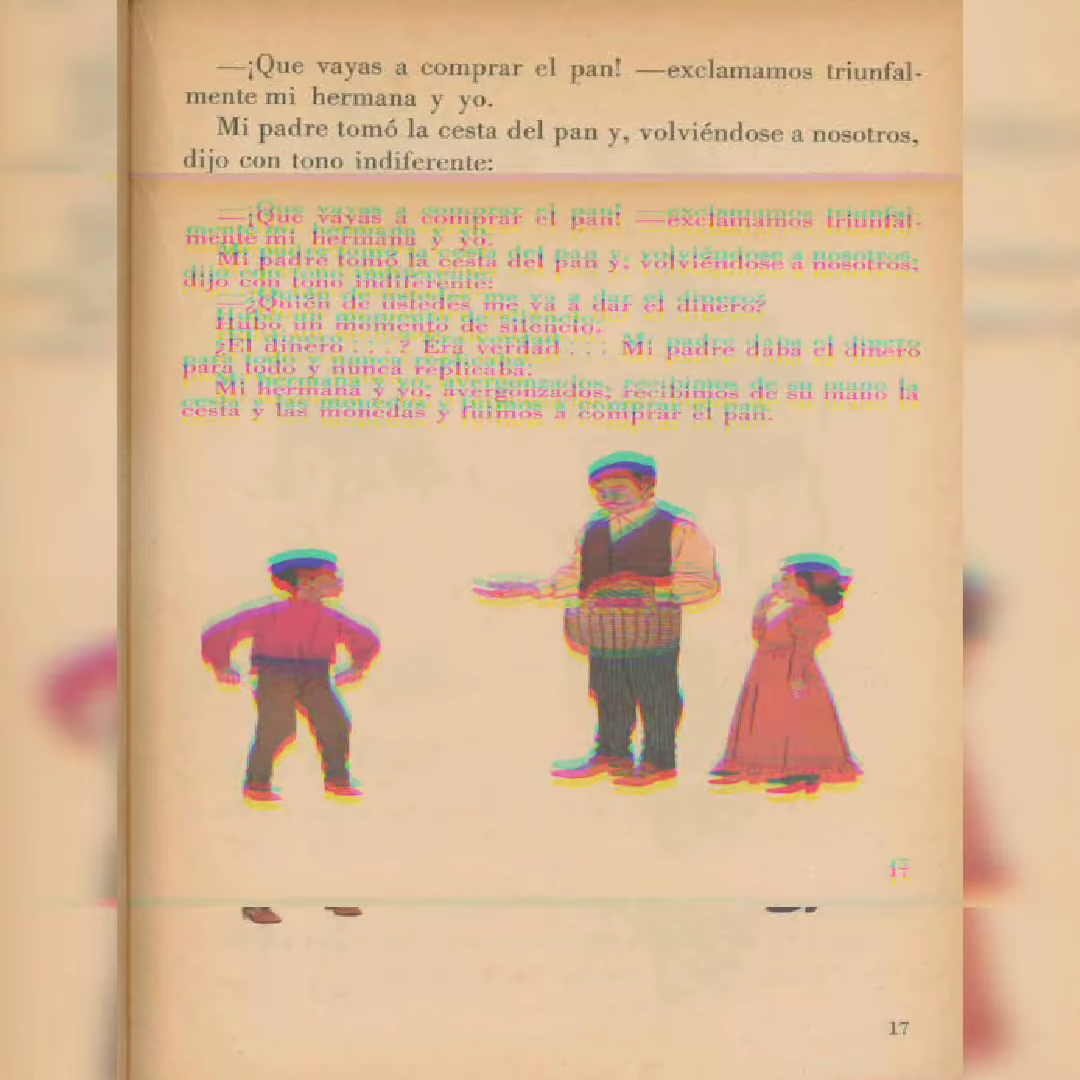 —¡Que vayas a comprar el pan! —exclamamos triunfal-
mente mi hermana y yo.
Mi padre tomó la cesta del pan y, volviéndose a nosotros,
dijo con tono indiferente:
—¡Que vayas a comprar el pan! —exclamamos triunfal-
mente mi hermana y yo.
Mi padre tomó la cesta del pan y, volviéndose a nosotros,
dijo con tono indiferente:
—¿Quién de ustedes me va a dar el dinero?
Hubo un momento de silencio.
¿El dinero . . . ? Era verdad . . . Mi padre daba el dinero
para todo y nunca replicaba.
Mi hermana y yo, avergonzados, recibimos de su mano la
cesta y las monedas y fuimos a comprar el pan.
17
17